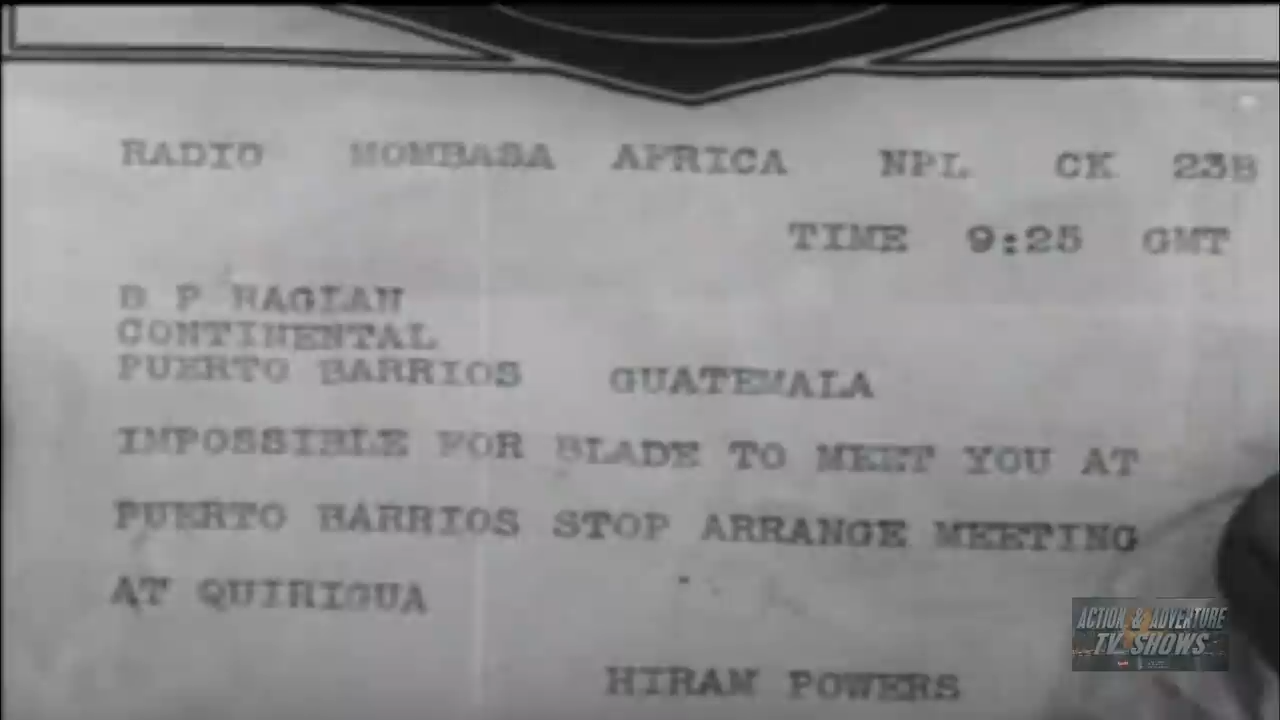 RADIO MOMBASA AFRICA NPL CK 23B
TIME 9:25 GMT
B P RAGLAN
CONTINENTAL
PUERTO BARRIOS GUATEMALA
IMPOSSIBLE FOR BLADE TO MEET YOU AT
PUERTO BARRIOS STOP ARRANGE MEETING
AT QUIRIGUA
HIRAM POWERS
ACTION & ADVENTURE
TV SHOWS